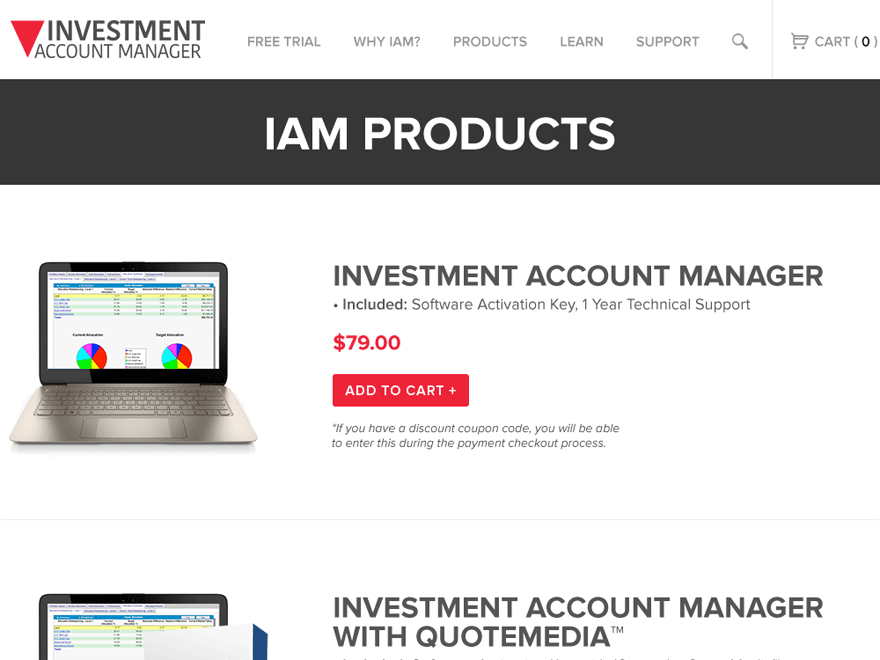 INVESTMENT
ACCOUNT MANAGER
FREE TRIAL
WHY IAM?
PRODUCTS
LEARN
SUPPORT
CART ( 0 )
IAM PRODUCTS
INVESTMENT ACCOUNT MANAGER
• Included: Software Activation Key, 1 Year Technical Support
$79.00
ADD TO CART +
*If you have a discount coupon code, you will be able
to enter this during the payment checkout process.
Current Allocation
Target Allocation
INVESTMENT ACCOUNT MANAGER
WITH QUOTEMEDIA™